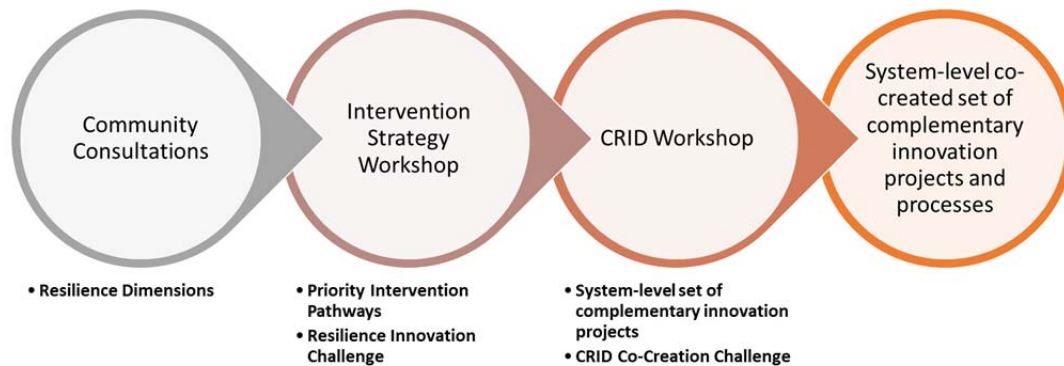 Community
Consultations
Intervention
Strategy
Workshop
CRID Workshop
System-level co-
created set of
complementary
innovation
projects and
processes
• Resilience Dimensions
• Priority Intervention
Pathways
• Resilience Innovation
Challenge
• System-level set of
complementary innovation
projects
• CRID Co-Creation Challenge